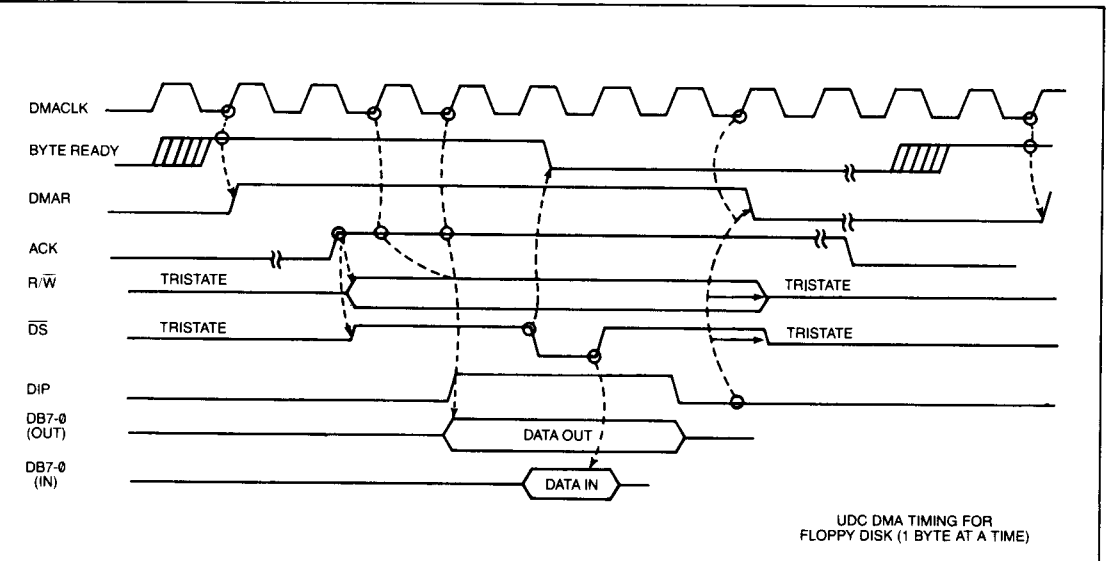 DMACLK
BYTE READY
DMAR
ACK
R/W̅
TRISTATE
TRISTATE
D̅S̅
TRISTATE
TRISTATE
DIP
DB7-0
(OUT)
DATA OUT
DB7-0
(IN)
DATA IN
UDC DMA TIMING FOR
FLOPPY DISK (1 BYTE AT A TIME)